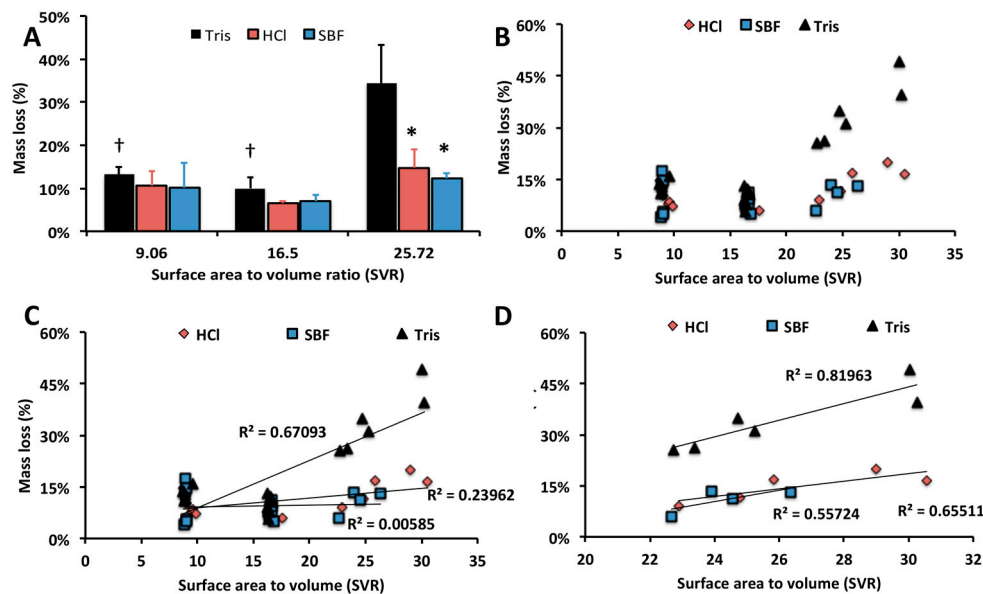 A
Tris HCl SBF
Mass loss (%)
50%
40%
30%
20%
10%
0%
† † * *
9.06 16.5 25.72
Surface area to volume ratio (SVR)
B
HCl SBF Tris
Mass loss (%)
60%
45%
30%
15%
0%
0 5 10 15 20 25 30 35
Surface area to volume (SVR)
C
HCl SBF Tris
Mass loss (%)
60%
45%
30%
15%
0%
R² = 0.67093
R² = 0.23962
R² = 0.00585
0 5 10 15 20 25 30 35
Surface area to volume (SVR)
D
HCl SBF Tris
60%
45%
30%
15%
0%
R² = 0.81963
R² = 0.55724
R² = 0.65511
20 22 24 26 28 30 32
Surface area to volume (SVR)